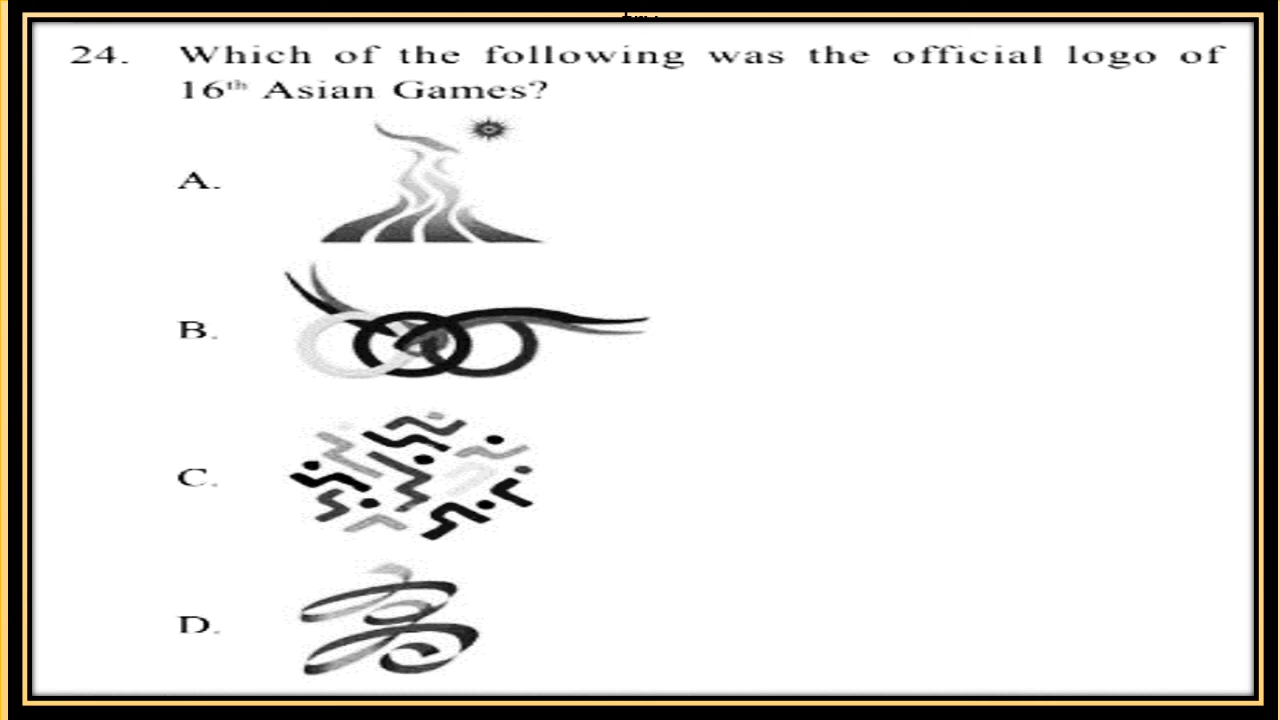 24. Which of the following was the official logo of
16th Asian Games?
A.
B.
C.
D.